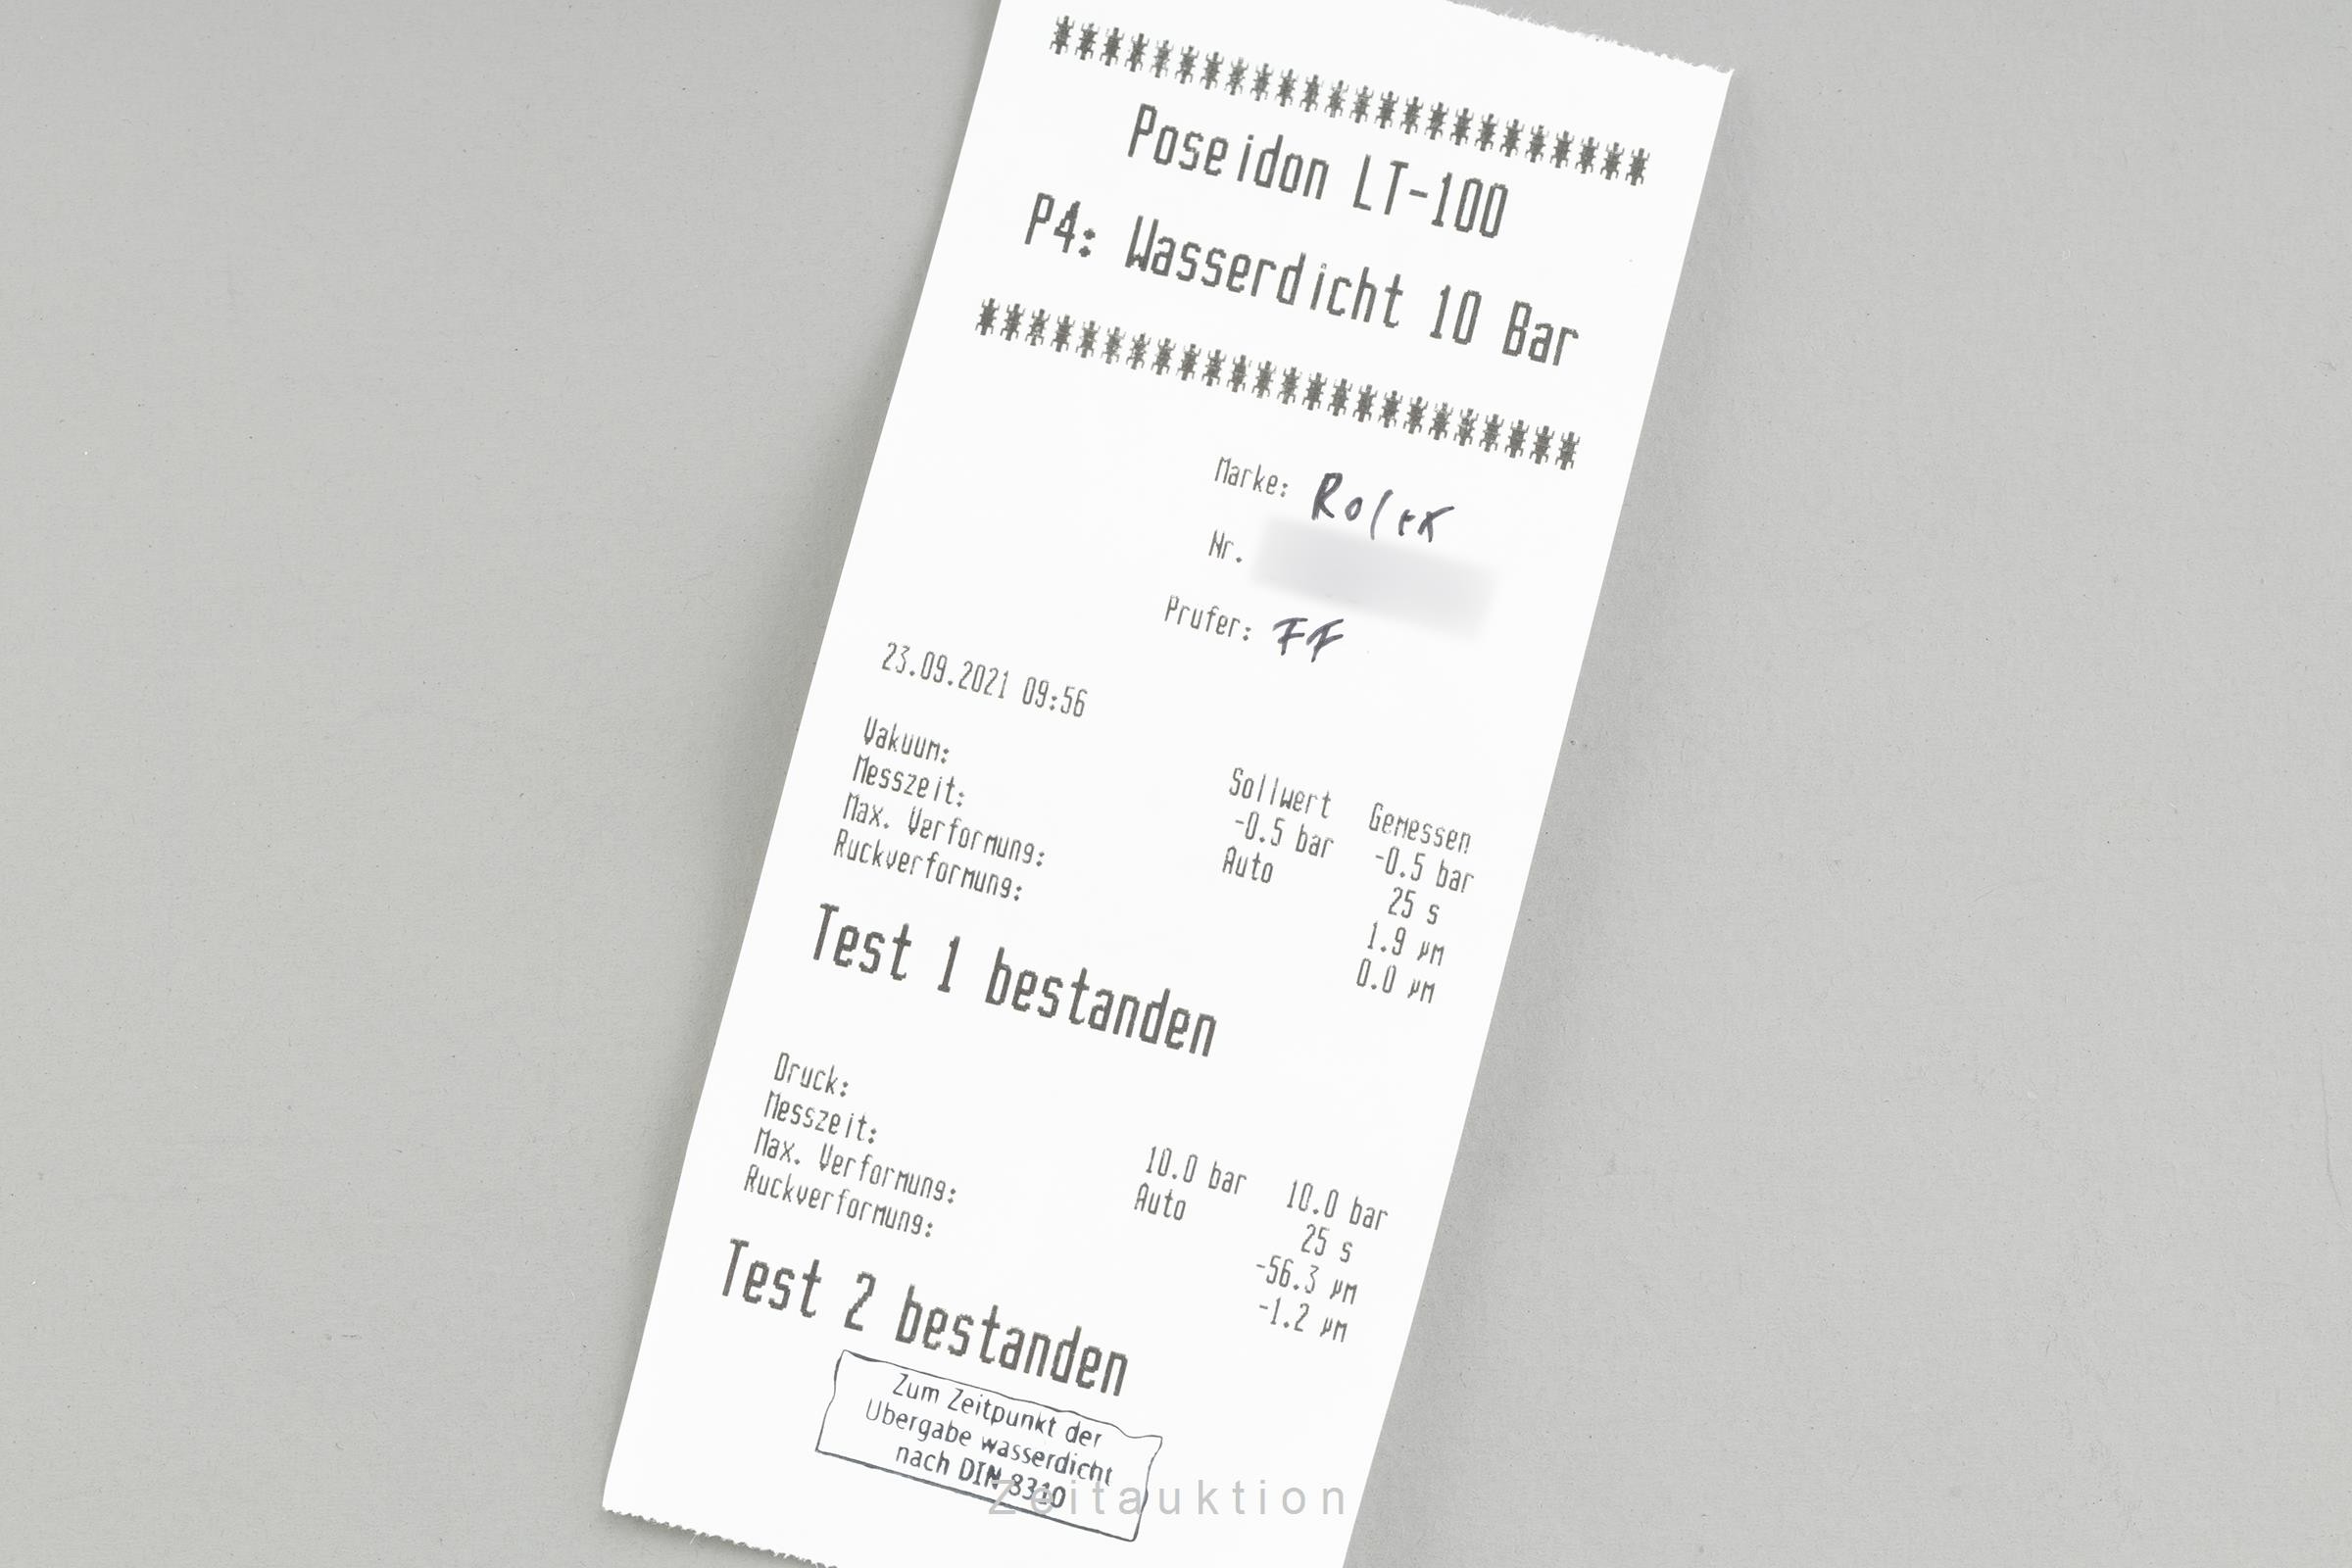 ************************
Poseidon LT-100
P4: Wasserdicht 10 Bar
************************
Marke: Rolex
Nr.
Prufer: FF
23.09.2021 09:56
Sollwert Gemessen
Vakuum: -0.5 bar -0.5 bar
Messzeit: Auto 25 s
Max. Verformung: 1.9 µm
Ruckverformung: 0.0 µm
Test 1 bestanden
Druck: 10.0 bar 10.0 bar
Messzeit: Auto 25 s
Max. Verformung: -56.3 µm
Ruckverformung: -1.2 µm
Test 2 bestanden
Zum Zeitpunkt der
Übergabe wasserdicht
nach DIN 8310
Zeitauktion